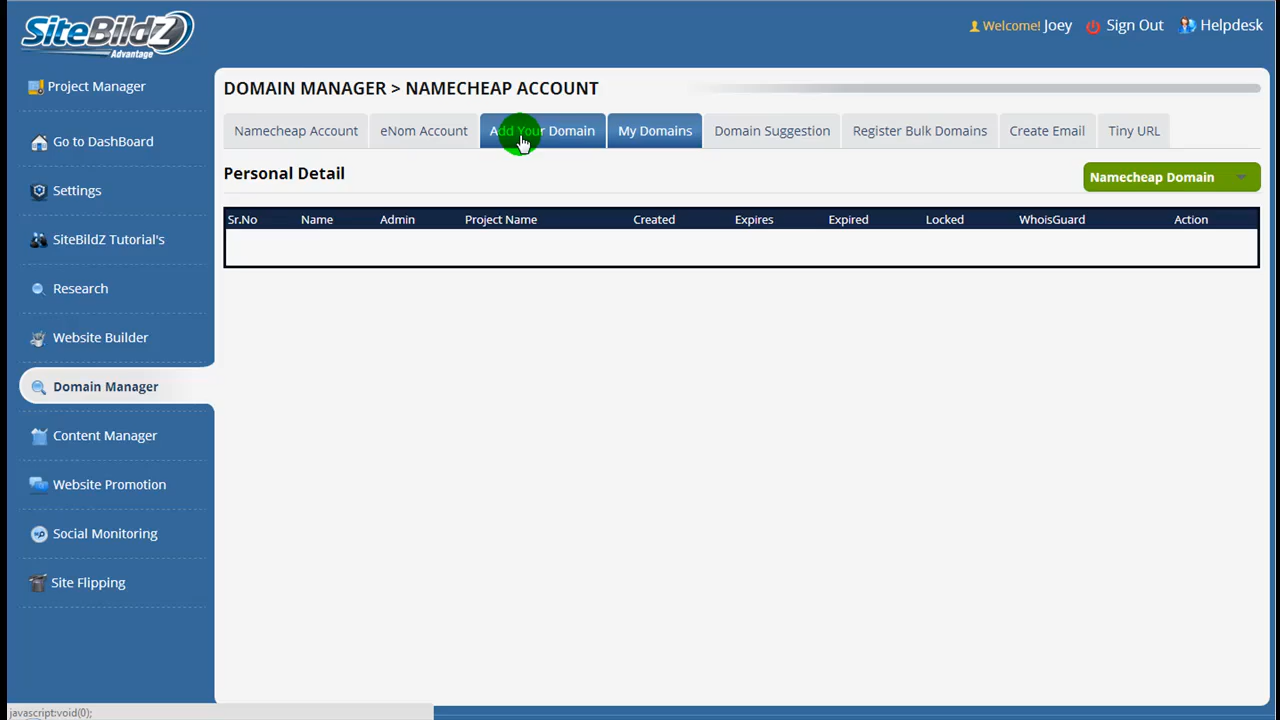 SiteBildZ
Advantage
Welcome! Joey
Sign Out
Helpdesk
Project Manager
Go to DashBoard
Settings
SiteBildZ Tutorial's
Research
Website Builder
Domain Manager
Content Manager
Website Promotion
Social Monitoring
Site Flipping
DOMAIN MANAGER > NAMECHEAP ACCOUNT
Namecheap Account eNom Account Add Your Domain My Domains Domain Suggestion Register Bulk Domains Create Email Tiny URL
Personal Detail
Namecheap Domain
Sr.No Name Admin Project Name Created Expires Expired Locked WhoisGuard Action
javascript:void(0);